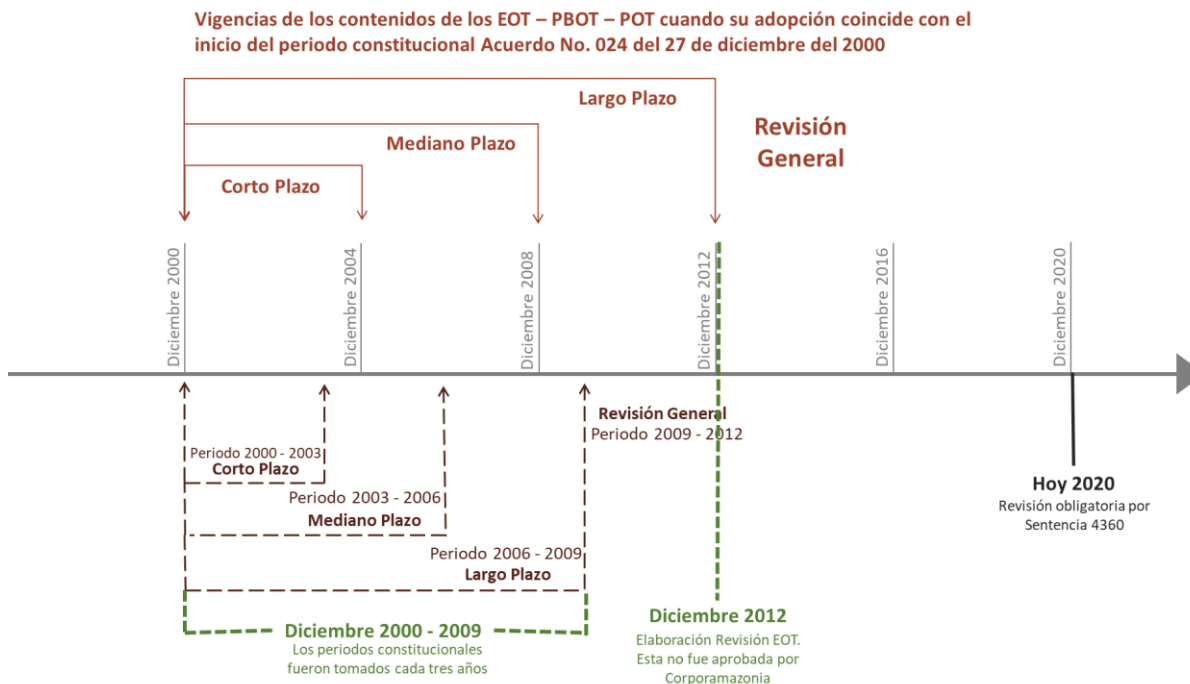 Vigencias de los contenidos de los EOT – PBOT – POT cuando su adopción coincide con el
inicio del periodo constitucional Acuerdo No. 024 del 27 de diciembre del 2000
Largo Plazo
Revisión
General
Mediano Plazo
Corto Plazo
Diciembre 2000
Diciembre 2004
Diciembre 2008
Diciembre 2012
Diciembre 2016
Diciembre 2020
Revisión General
Periodo 2009 - 2012
Periodo 2000 - 2003
Corto Plazo
Periodo 2003 - 2006
Mediano Plazo
Periodo 2006 - 2009
Largo Plazo
Hoy 2020
Revisión obligatoria por
Sentencia 4360
Diciembre 2000 - 2009
Los periodos constitucionales
fueron tomados cada tres años
Diciembre 2012
Elaboración Revisión EOT.
Esta no fue aprobada por
Corporamazonia